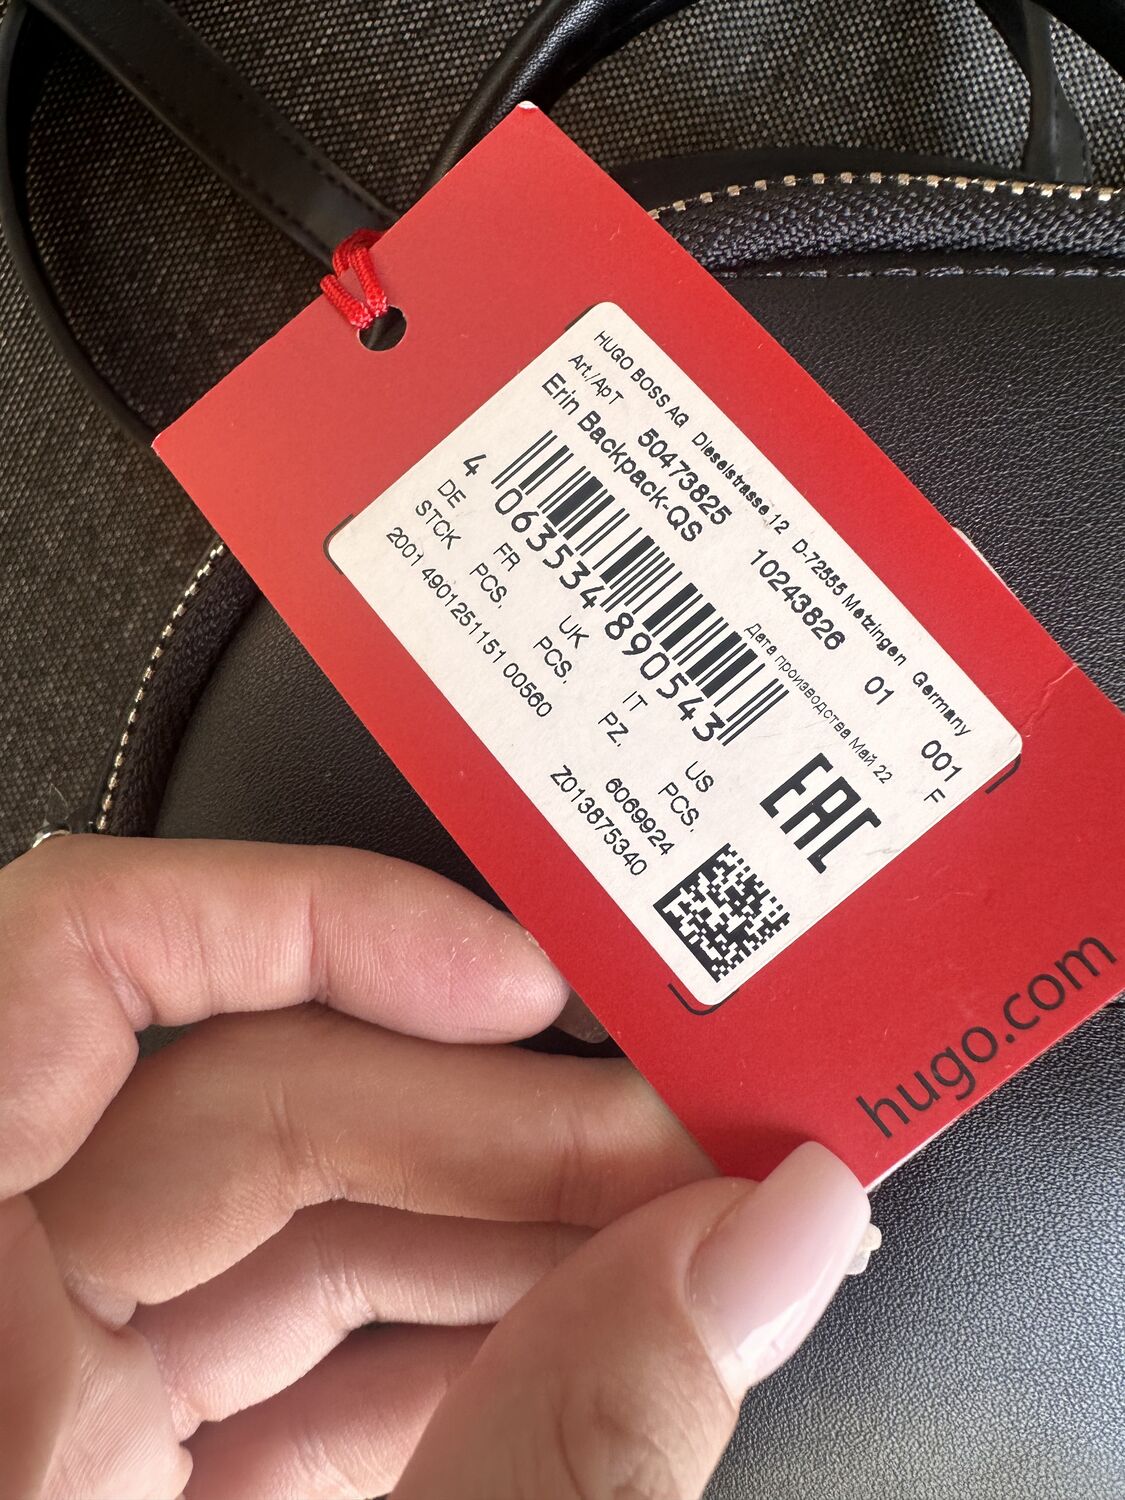 HUGO BOSS AG Dieselstrasse 12 D-72555 Metzingen Germany
Art./АрТ 50473825 10243826 01 001 F
Erin Backpack-QS
Дата производства Май 22
4 063534 890543
EAC
DE FR UK IT US
STCK PCS. PCS. PZ. PCS.
2001 4901251151 00560 6069924
Z013875340
hugo.com